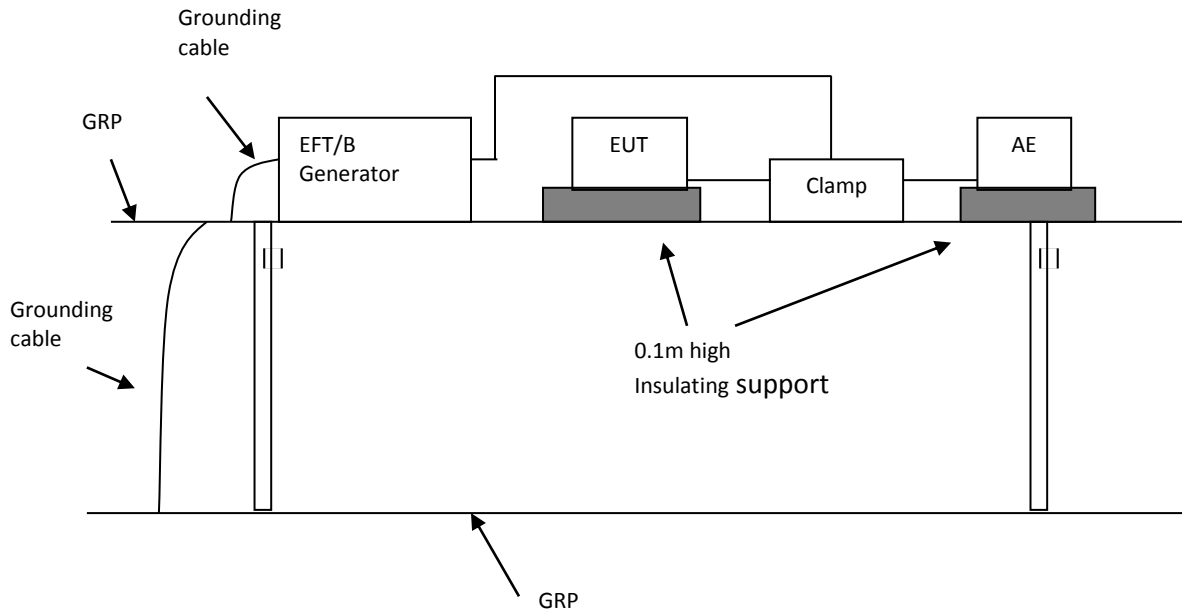 Grounding
cable
GRP
EFT/B
Generator
EUT
Clamp
AE
Grounding
cable
0.1m high
Insulating support
GRP